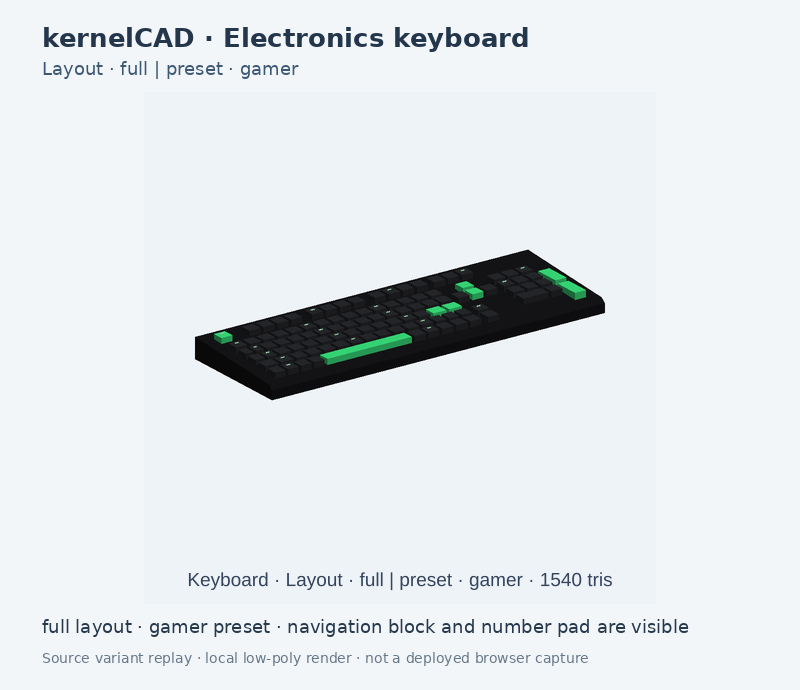 kernelCAD · Electronics keyboard
Layout · full | preset · gamer
Keyboard · Layout · full | preset · gamer · 1540 tris
full layout · gamer preset · navigation block and number pad are visible
Source variant replay · local low-poly render · not a deployed browser capture